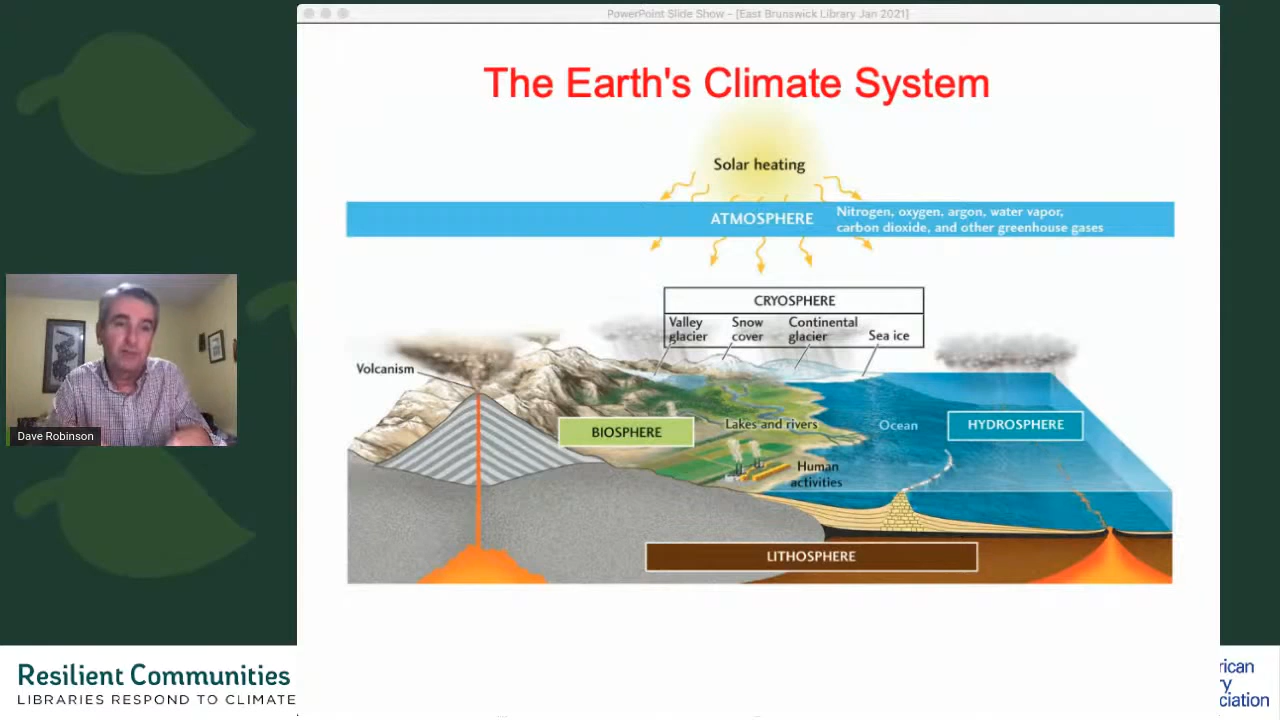 PowerPoint Slide Show - [East Brunswick Library Jan 2021]
The Earth's Climate System
Solar heating
ATMOSPHERE
Nitrogen, oxygen, argon, water vapor,
carbon dioxide, and other greenhouse gases
CRYOSPHERE
Valley
glacier
Snow
cover
Continental
glacier
Sea ice
Volcanism
BIOSPHERE
Lakes and rivers
Ocean
HYDROSPHERE
Human
activities
LITHOSPHERE
Dave Robinson
Resilient Communities
LIBRARIES RESPOND TO CLIMATE
rican
ry
ciation